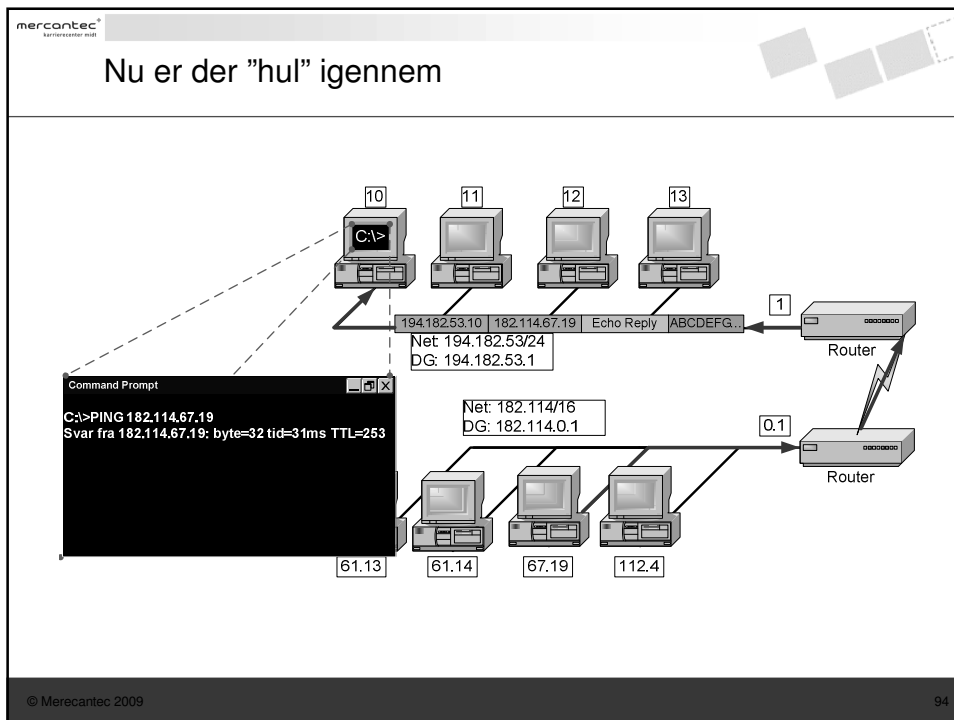 mercantec+
karrierecenter midt
Nu er der ”hul” igennem
10
11
12
13
C:\>
1
194.182.53.10 182.114.67.19 Echo Reply ABCDEFG...
Net: 194.182.53/24
DG: 194.182.53.1
Router
Command Prompt
C:\>PING 182.114.67.19
Svar fra 182.114.67.19: byte=32 tid=31ms TTL=253
Net: 182.114/16
DG: 182.114.0.1
0.1
Router
61.13
61.14
67.19
112.4
© Merecantec 2009
94